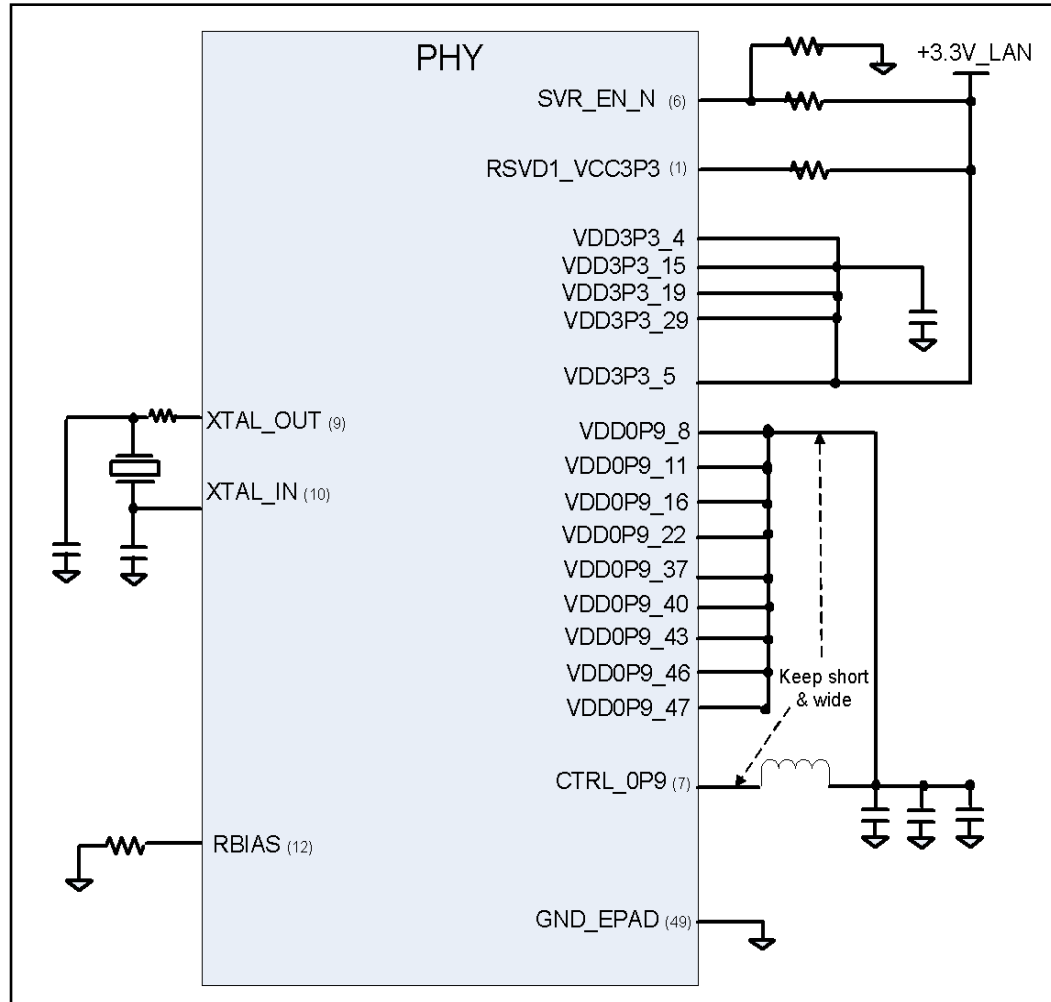 PHY
+3.3V_LAN
SVR_EN_N (6)
RSVD1_VCC3P3 (1)
VDD3P3_4
VDD3P3_15
VDD3P3_19
VDD3P3_29
VDD3P3_5
XTAL_OUT (9)
XTAL_IN (10)
VDD0P9_8
VDD0P9_11
VDD0P9_16
VDD0P9_22
VDD0P9_37
VDD0P9_40
VDD0P9_43
VDD0P9_46
VDD0P9_47
Keep short
& wide
CTRL_0P9 (7)
RBIAS (12)
GND_EPAD (49)